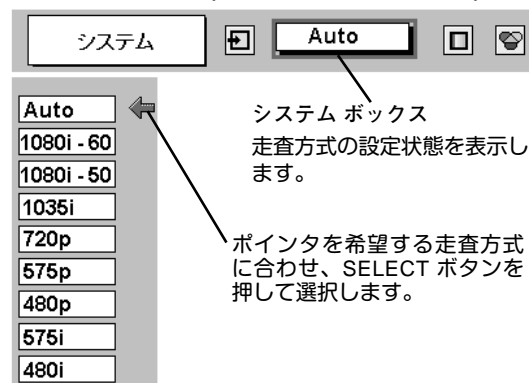 システム
Auto
Auto
1080i - 60
1080i - 50
1035i
720p
575p
480p
575i
480i
システム ボックス
走査方式の設定状態を表示し
ます。
ポインタを希望する走査方式
に合わせ、SELECT ボタンを
押して選択します。